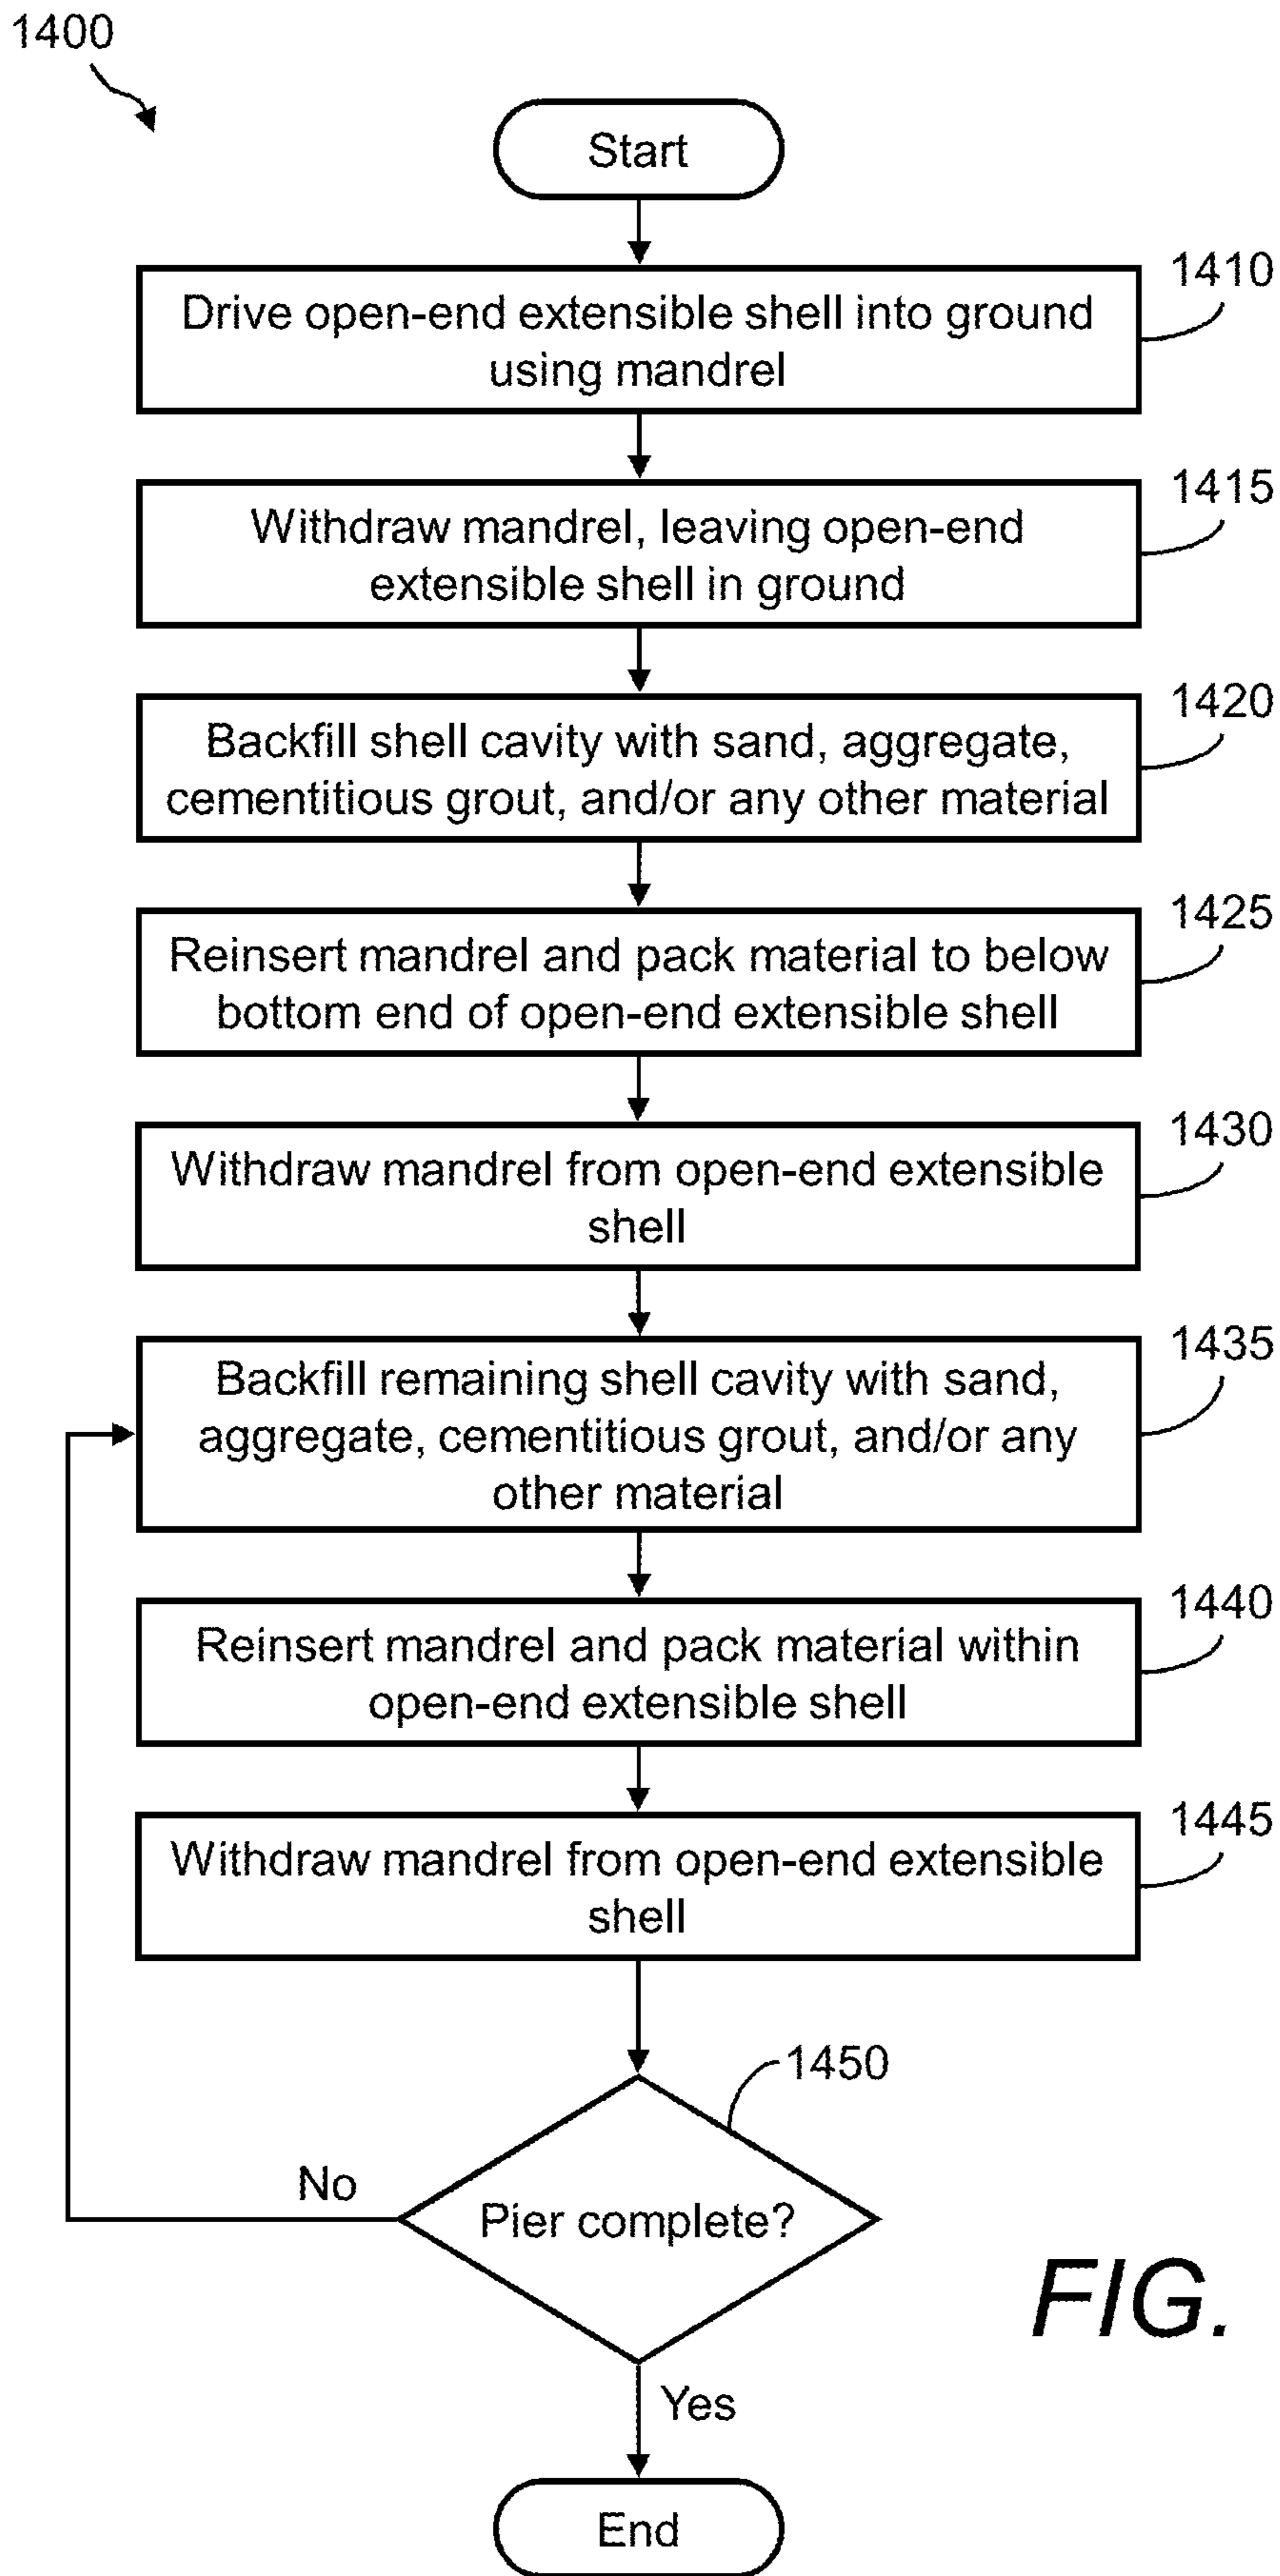 1400
Start
1410
Drive open-end extensible shell into ground
using mandrel
1415
Withdraw mandrel, leaving open-end
extensible shell in ground
1420
Backfill shell cavity with sand, aggregate,
cementitious grout, and/or any other material
1425
Reinsert mandrel and pack material to below
bottom end of open-end extensible shell
1430
Withdraw mandrel from open-end extensible
shell
1435
Backfill remaining shell cavity with sand,
aggregate, cementitious grout, and/or any
other material
1440
Reinsert mandrel and pack material within
open-end extensible shell
1445
Withdraw mandrel from open-end extensible
shell
1450
No
Pier complete?
FIG.
Yes
End